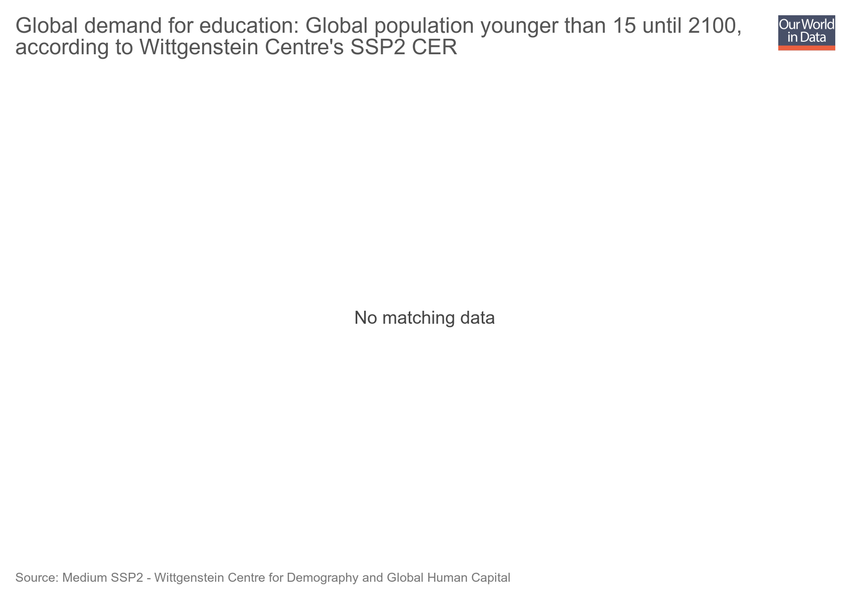 Global demand for education: Global population younger than 15 until 2100,
according to Wittgenstein Centre's SSP2 CER
Our World
in Data
No matching data
Source: Medium SSP2 - Wittgenstein Centre for Demography and Global Human Capital